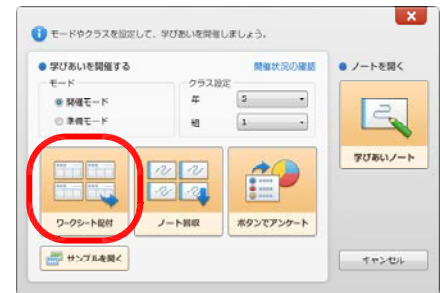 モードやクラスを設定して、学びあいを開催しましょう。
学びあいを開催する
開催状況の確認
モード
開催モード
準備モード
クラス設定
年 5
組 1
ワークシート配付
ノート回収
ボタンでアンケート
サンプルを開く
ノートを開く
学びあいノート
キャンセル